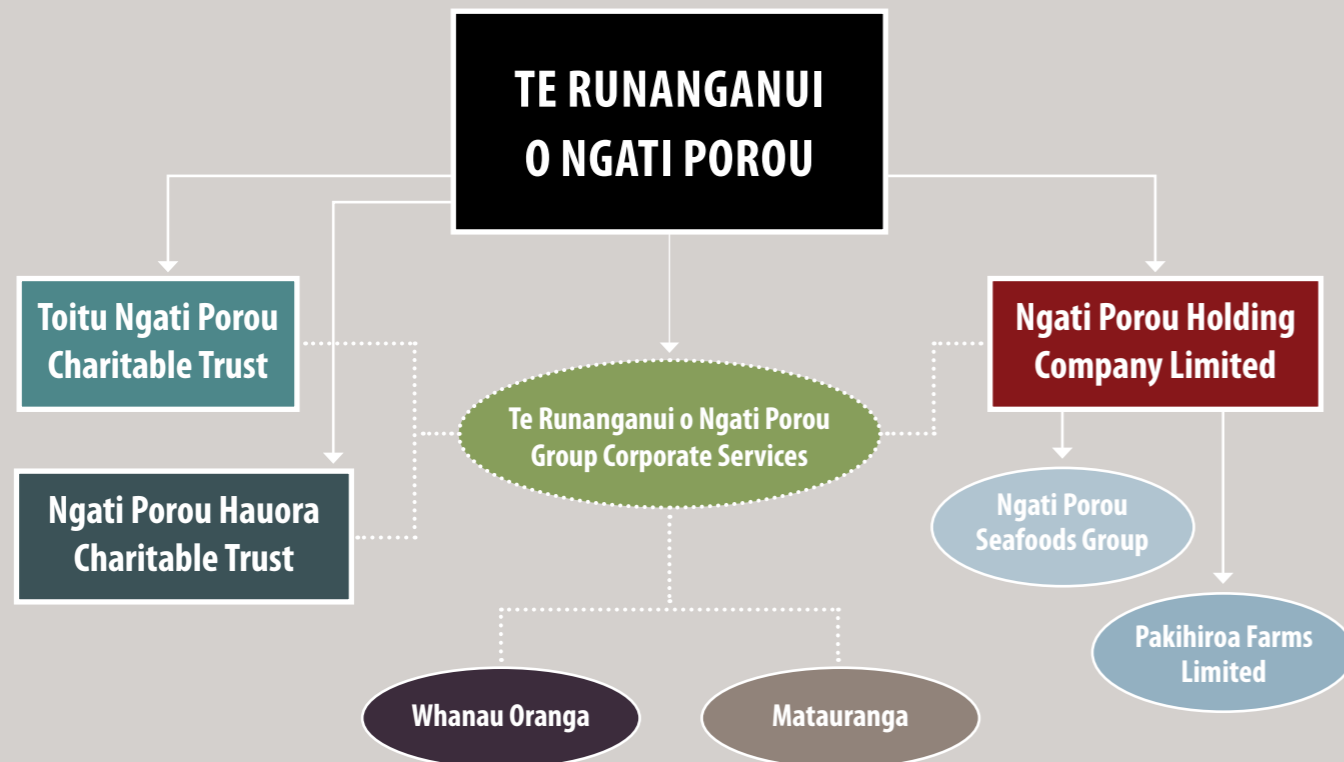 TE RUNANGANUI
O NGATI POROU
Toitu Ngati Porou
Charitable Trust
Ngati Porou Holding
Company Limited
Te Runanganui o Ngati Porou
Group Corporate Services
Ngati Porou Hauora
Charitable Trust
Ngati Porou
Seafoods Group
Pakihiroa Farms
Limited
Whanau Oranga
Matauranga